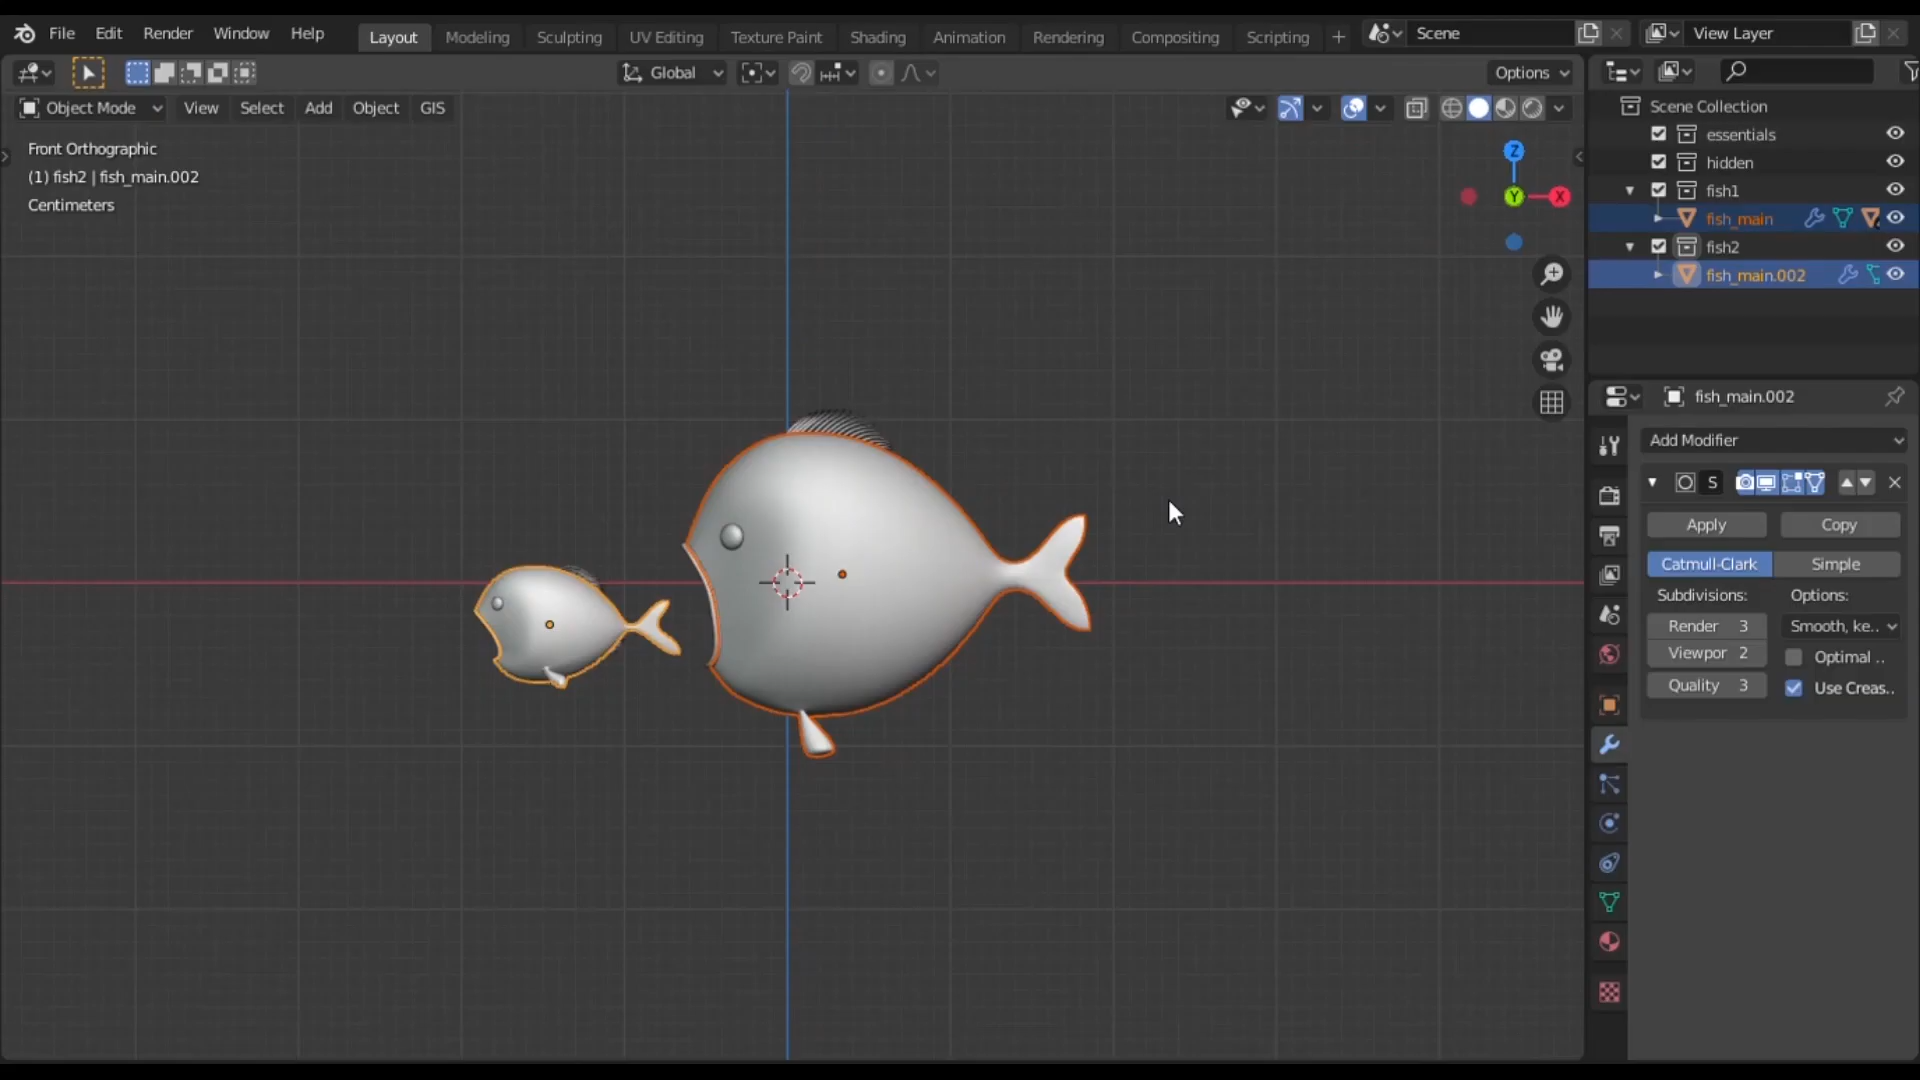 File Edit Render Window Help Layout Modeling Sculpting UV Editing Texture Paint Shading Animation Rendering Compositing Scripting + Scene View Layer
Global Options
Object Mode View Select Add Object GIS
Front Orthographic
(1) fish2 | fish_main.002
Centimeters
Z
Y
X
Scene Collection
essentials
hidden
fish1
fish_main
fish2
fish_main.002
fish_main.002
Add Modifier
S
Apply Copy
Catmull-Clark Simple
Subdivisions: Options:
Render 3 Smooth, ke..
Viewpor 2 Optimal ..
Quality 3 Use Creas..